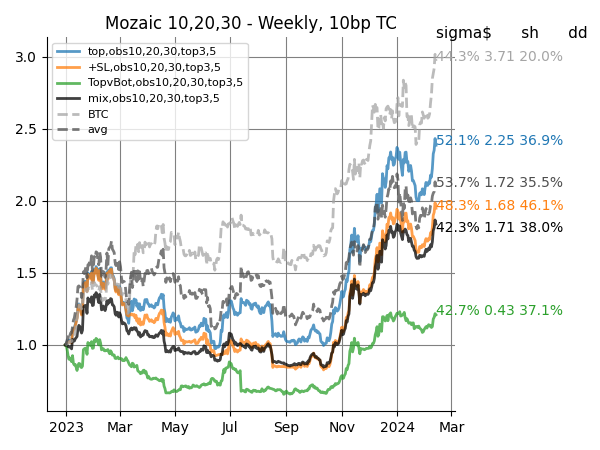 Mozaic 10,20,30 - Weekly, 10bp TC
sigma$ sh dd
44.3% 3.71 20.0%
52.1% 2.25 36.9%
53.7% 1.72 35.5%
48.3% 1.68 46.1%
42.3% 1.71 38.0%
42.7% 0.43 37.1%
top,obs10,20,30,top3,5
+SL,obs10,20,30,top3,5
TopvBot,obs10,20,30,top3,5
mix,obs10,20,30,top3,5
BTC
avg
3.0
2.5
2.0
1.5
1.0
2023 Mar May Jul Sep Nov 2024 Mar